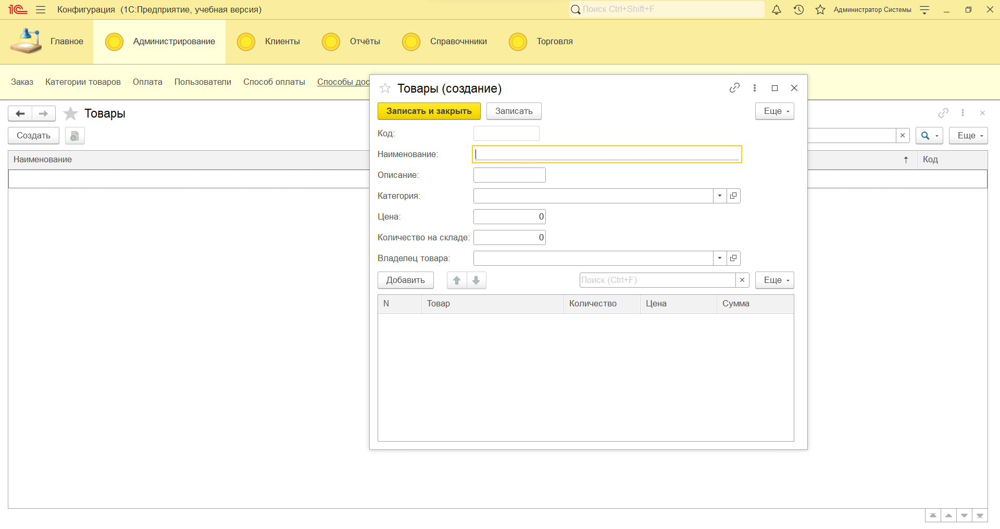 Конфигурация (1С:Предприятие, учебная версия)
Поиск Ctrl+Shift+F
Администратор Системы
Главное
Администрирование
Клиенты
Отчёты
Справочнники
Торговля
Заказ
Категории товаров
Оплата
Пользователи
Способ оплаты
Способы дос
Товары
Создать
Еще
Наименование
Код
Товары (создание)
Записать и закрыть
Записать
Еще
Код:
Наименование:
Описание:
Категория:
Цена:
0
Количество на складе:
0
Владелец товара:
Добавить
Поиск (Ctrl+F)
Еще
N
Товар
Количество
Цена
Сумма